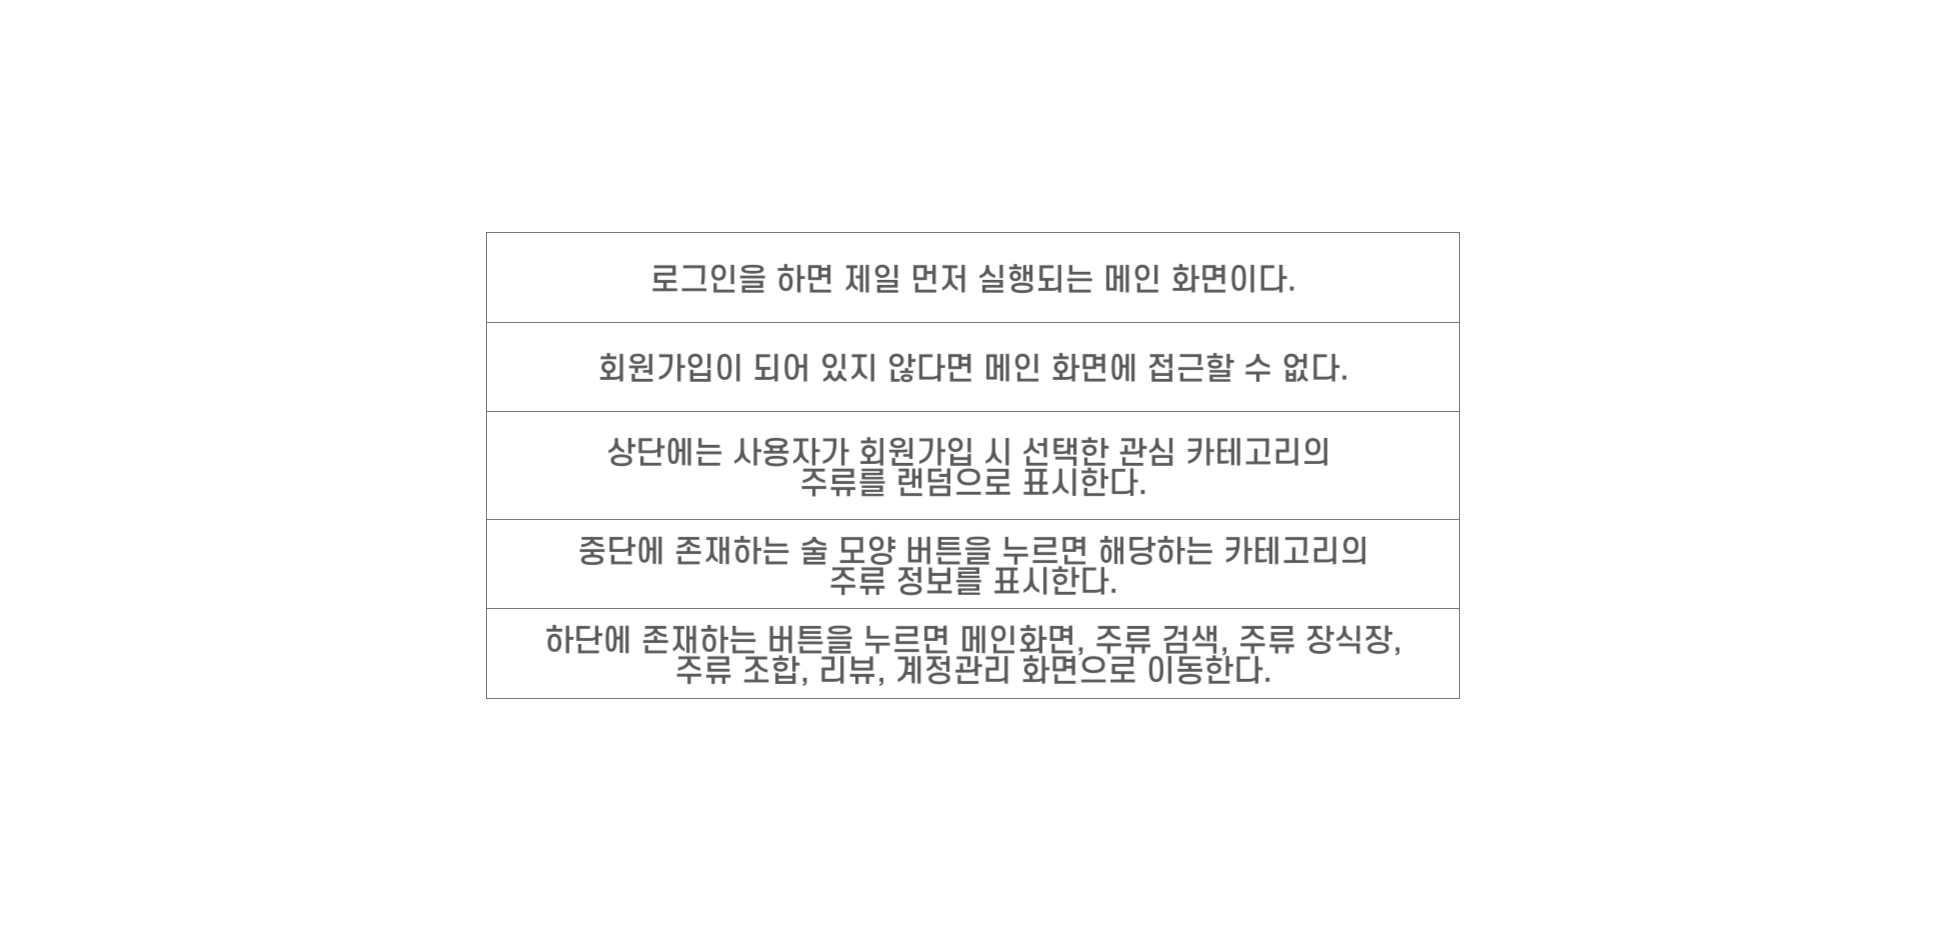 로그인을 하면 제일 먼저 실행되는 메인 화면이다.
회원가입이 되어 있지 않다면 메인 화면에 접근할 수 없다.
상단에는 사용자가 회원가입 시 선택한 관심 카테고리의
주류를 랜덤으로 표시한다.
중단에 존재하는 술 모양 버튼을 누르면 해당하는 카테고리의
주류 정보를 표시한다.
하단에 존재하는 버튼을 누르면 메인화면, 주류 검색, 주류 장식장,
주류 조합, 리뷰, 계정관리 화면으로 이동한다.